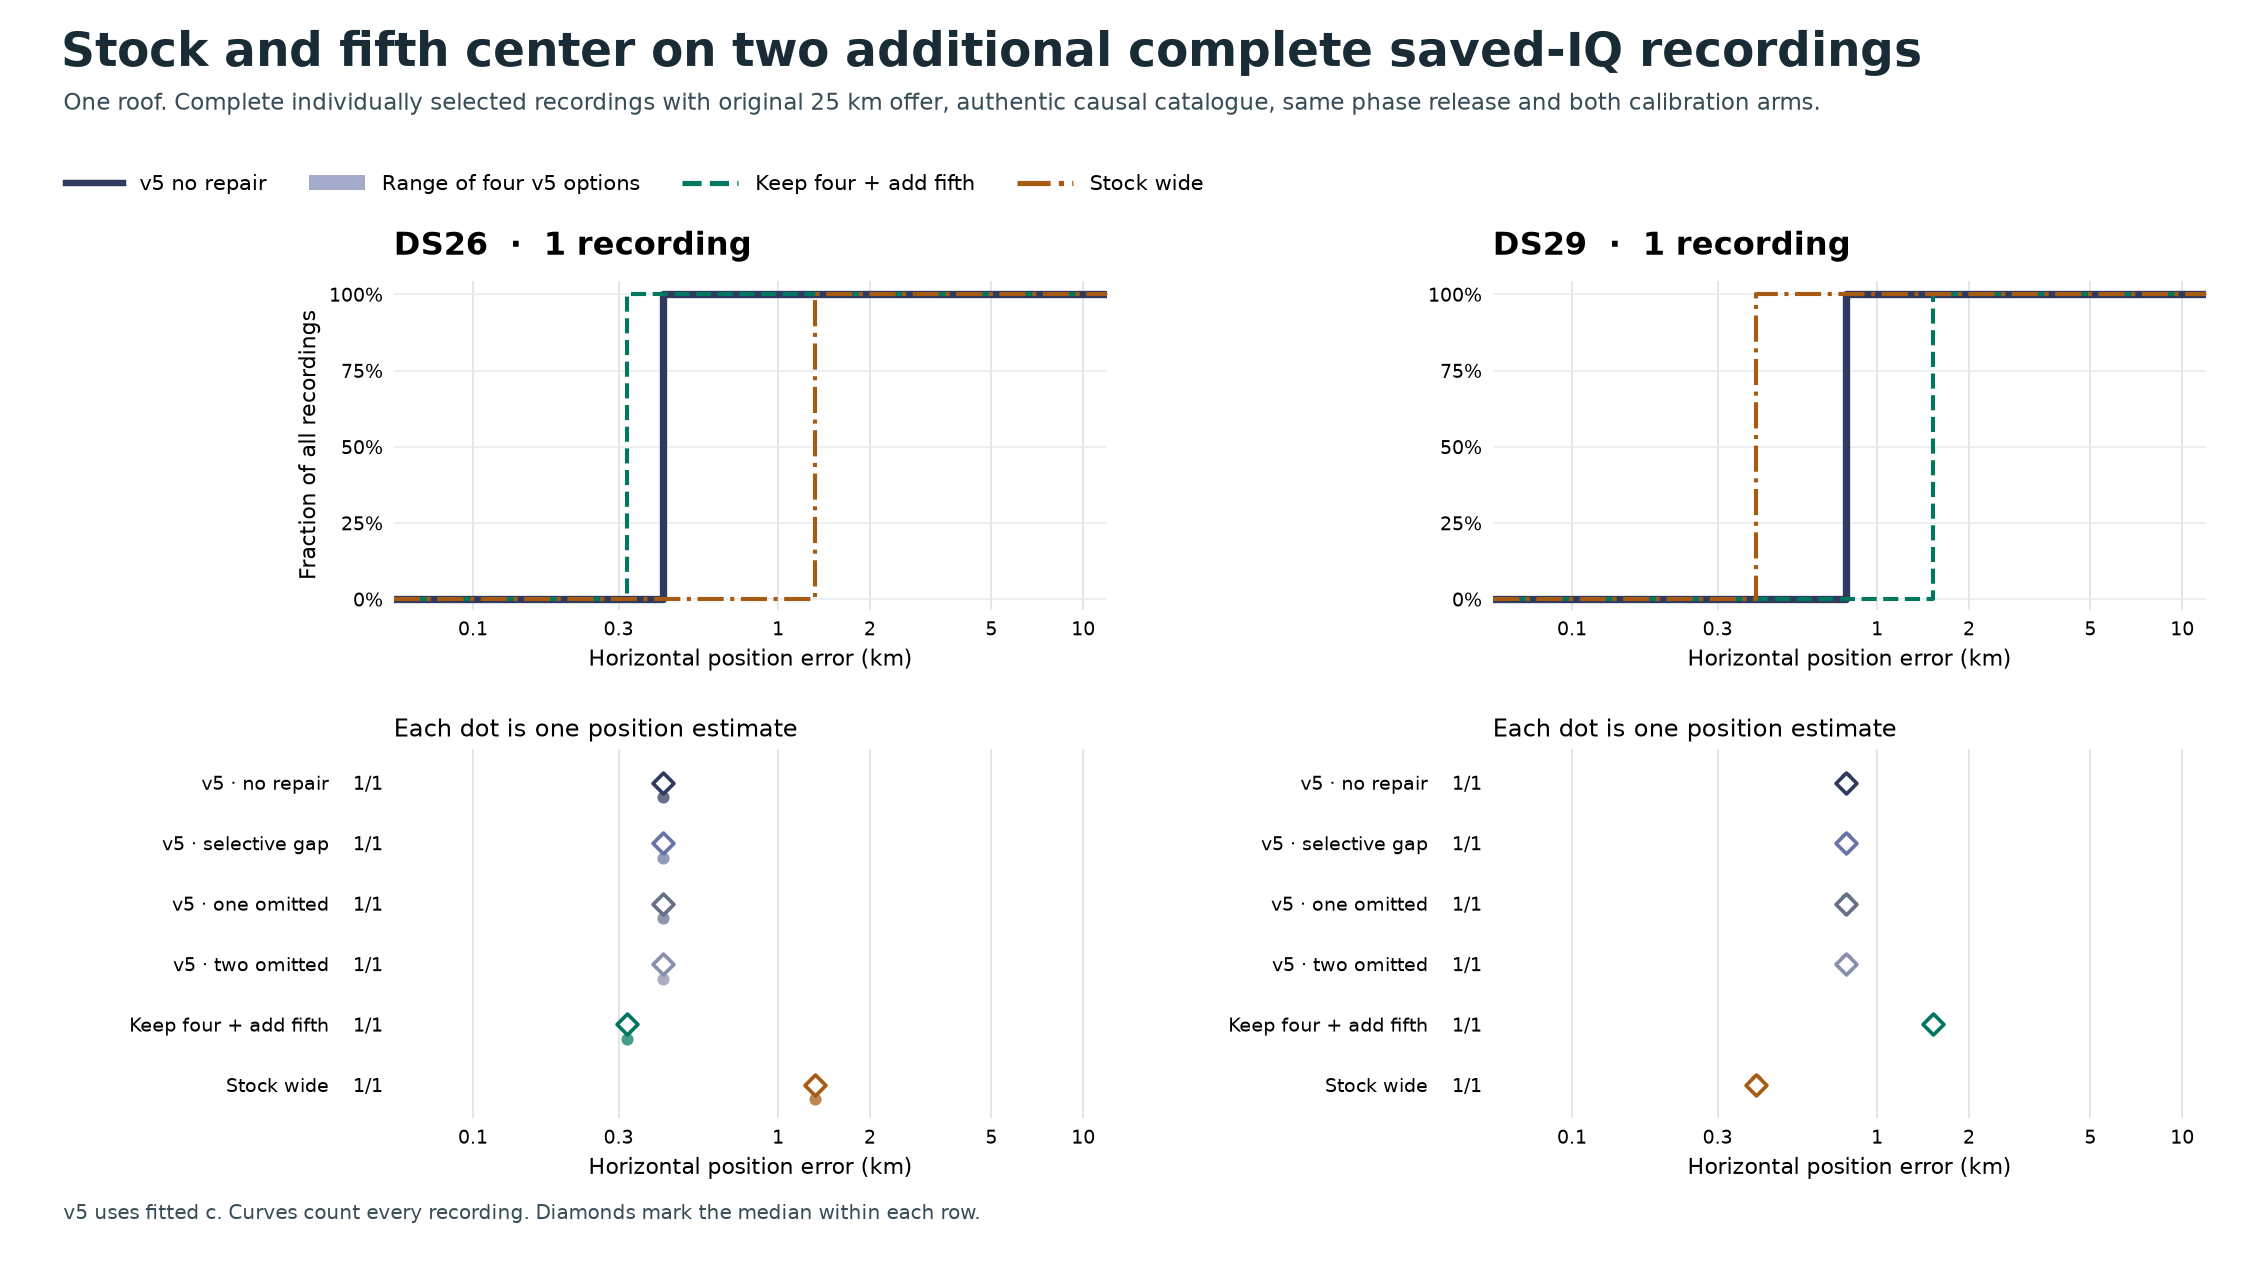 Stock and fifth center on two additional complete saved-IQ recordings
One roof. Complete individually selected recordings with original 25 km offer, authentic causal catalogue, same phase release and both calibration arms.
v5 no repair
Range of four v5 options
Keep four + add fifth
Stock wide
DS26 · 1 recording
Fraction of all recordings
100%
75%
50%
25%
0%
0.1 0.3 1 2 5 10
Horizontal position error (km)
DS29 · 1 recording
100%
75%
50%
25%
0%
0.1 0.3 1 2 5 10
Horizontal position error (km)
Each dot is one position estimate
v5 · no repair 1/1
v5 · selective gap 1/1
v5 · one omitted 1/1
v5 · two omitted 1/1
Keep four + add fifth 1/1
Stock wide 1/1
0.1 0.3 1 2 5 10
Horizontal position error (km)
Each dot is one position estimate
v5 · no repair 1/1
v5 · selective gap 1/1
v5 · one omitted 1/1
v5 · two omitted 1/1
Keep four + add fifth 1/1
Stock wide 1/1
0.1 0.3 1 2 5 10
Horizontal position error (km)
v5 uses fitted c. Curves count every recording. Diamonds mark the median within each row.